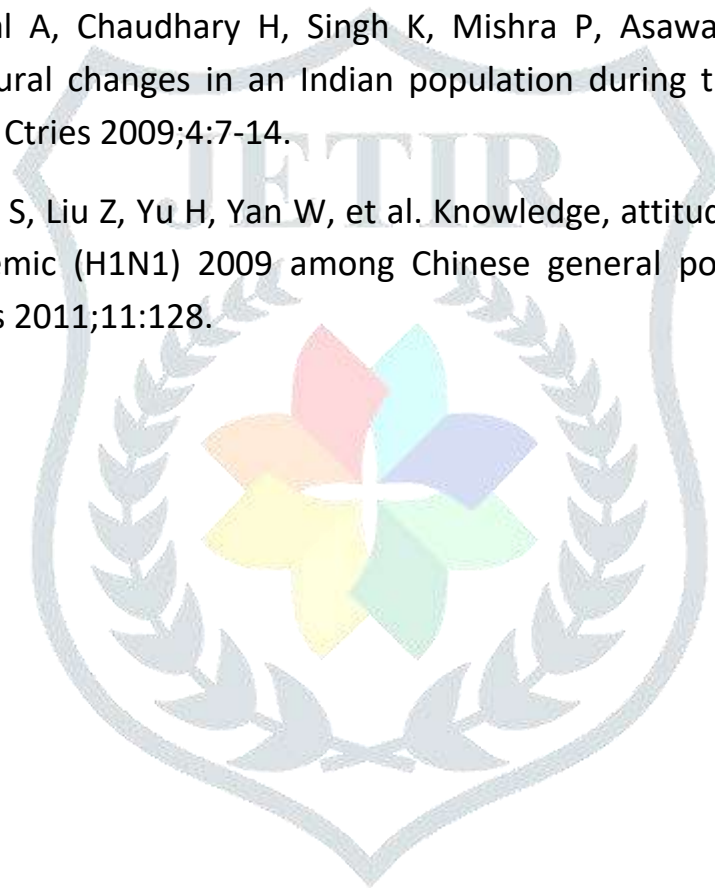 al A, Chaudhary H, Singh K, Mishra P, Asawa
ural changes in an Indian population during t
Ctries 2009;4:7-14.
JETIR
S, Liu Z, Yu H, Yan W, et al. Knowledge, attitud
emic (H1N1) 2009 among Chinese general po
s 2011;11:128.